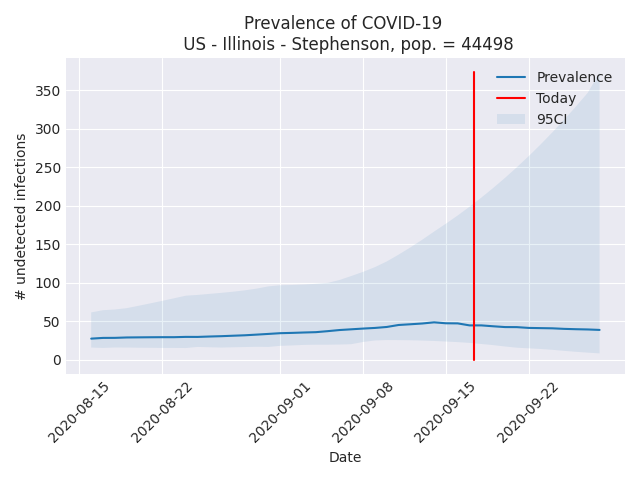 Prevalence of COVID-19
US - Illinois - Stephenson, pop. = 44498
Prevalence
Today
95CI
350
300
250
200
150
100
50
0
# undetected infections
2020-08-15
2020-08-22
2020-09-01
2020-09-08
2020-09-15
2020-09-22
Date